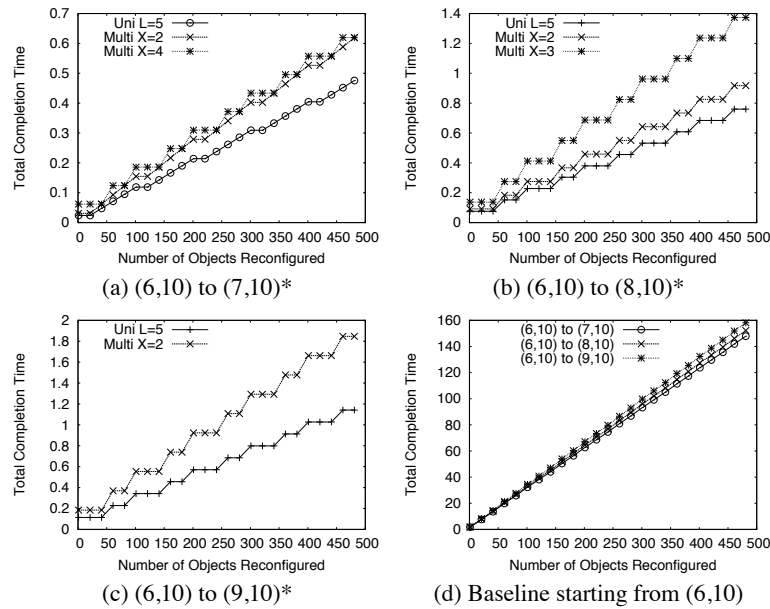 Total Completion Time
0.7
0.6
0.5
0.4
0.3
0.2
0.1
0
Uni L=5
Multi X=2
Multi X=4
0 50 100 150 200 250 300 350 400 450 500
Number of Objects Reconfigured
(a) (6,10) to (7,10)*
Total Completion Time
1.4
1.2
1
0.8
0.6
0.4
0.2
0
Uni L=5
Multi X=2
Multi X=3
0 50 100 150 200 250 300 350 400 450 500
Number of Objects Reconfigured
(b) (6,10) to (8,10)*
Total Completion Time
2
1.8
1.6
1.4
1.2
1
0.8
0.6
0.4
0.2
0
Uni L=5
Multi X=2
0 50 100 150 200 250 300 350 400 450 500
Number of Objects Reconfigured
(c) (6,10) to (9,10)*
Total Completion Time
160
140
120
100
80
60
40
20
0
(6,10) to (7,10)
(6,10) to (8,10)
(6,10) to (9,10)
0 50 100 150 200 250 300 350 400 450 500
Number of Objects Reconfigured
(d) Baseline starting from (6,10)